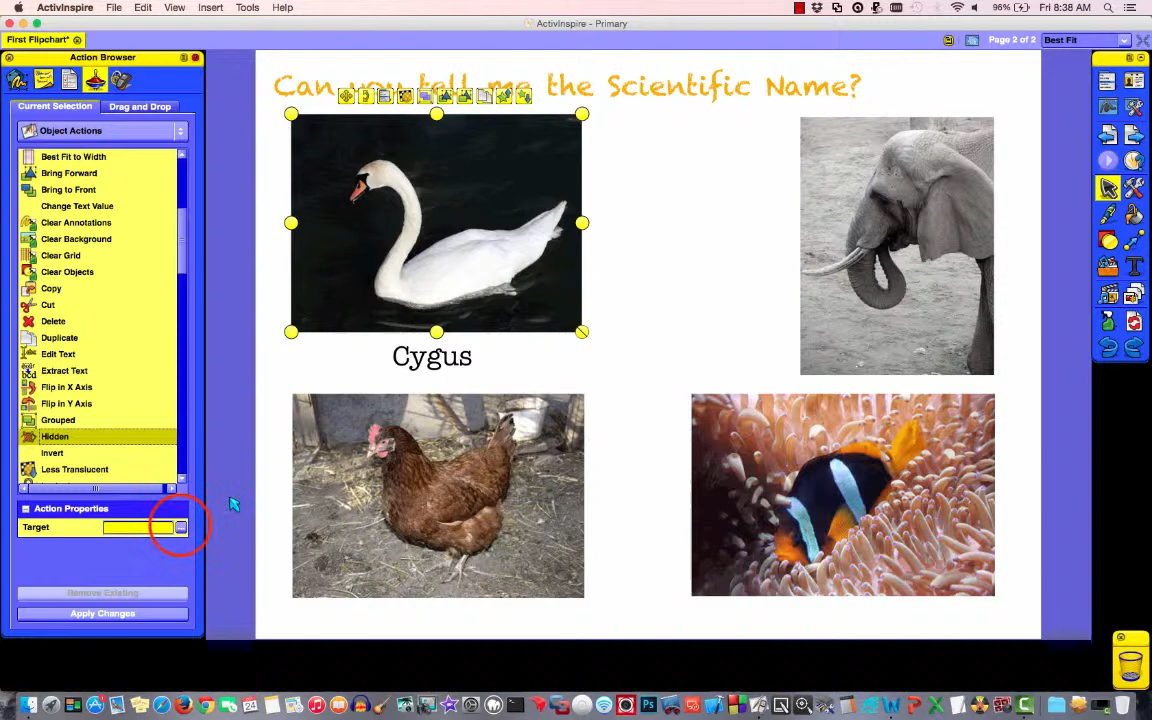 ActivInspire File Edit View Insert Tools Help 96% Fri 8:38 AM
ActivInspire - Primary
First Flipchart* Page 2 of 2 Best Fit
Action Browser
Current Selection Drag and Drop
Object Actions
Best Fit to Width
Bring Forward
Bring to Front
Change Text Value
Clear Annotations
Clear Background
Clear Grid
Clear Objects
Copy
Cut
Delete
Duplicate
Edit Text
Extract Text
Flip in X Axis
Flip in Y Axis
Grouped
Hidden
Invert
Less Translucent
Action Properties
Target
Remove Existing
Apply Changes
Can you tell me the Scientific Name?
Cygus